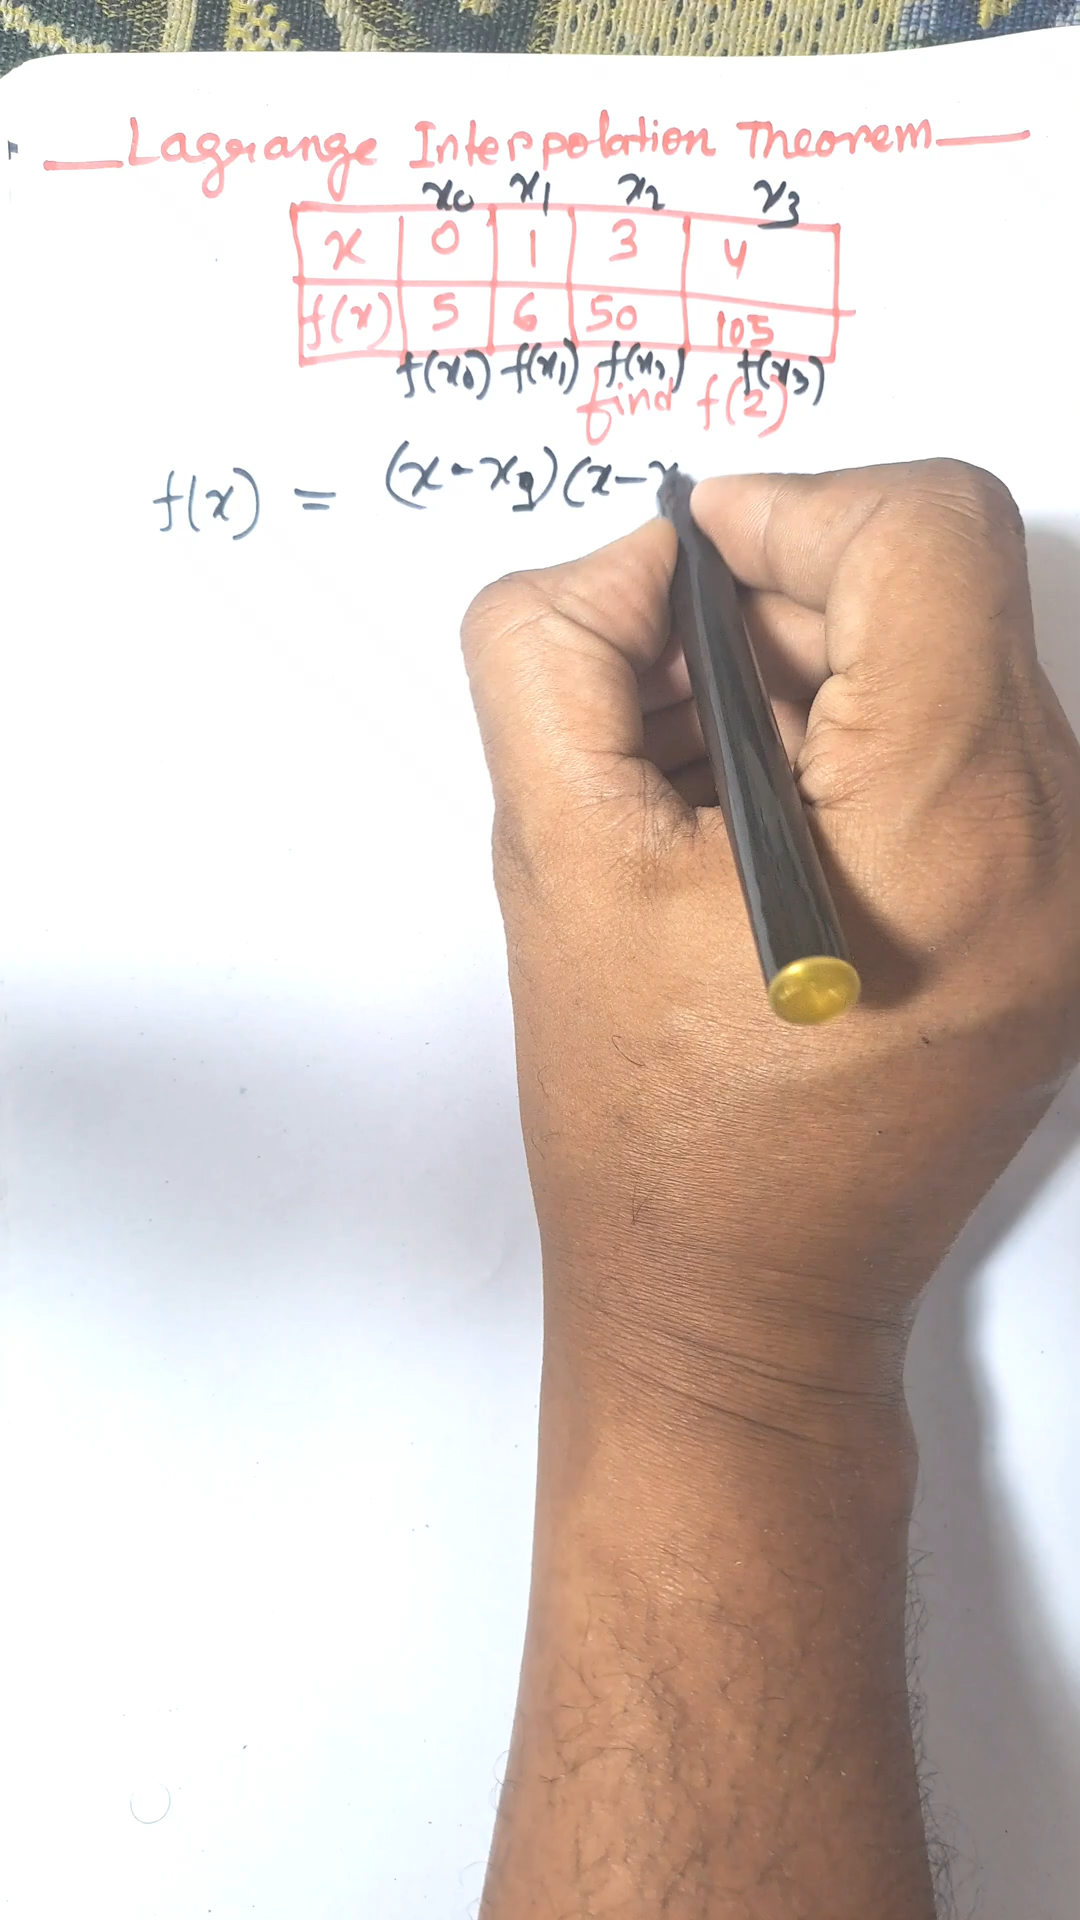 Lagrange Interpolation Theorem
x0 x1 x2 x3
x 0 1 3 4
f(x) 5 6 50 105
f(x0) f(x1) f(x2) f(x3)
find f(2)
f(x) = (x-x1)(x-x